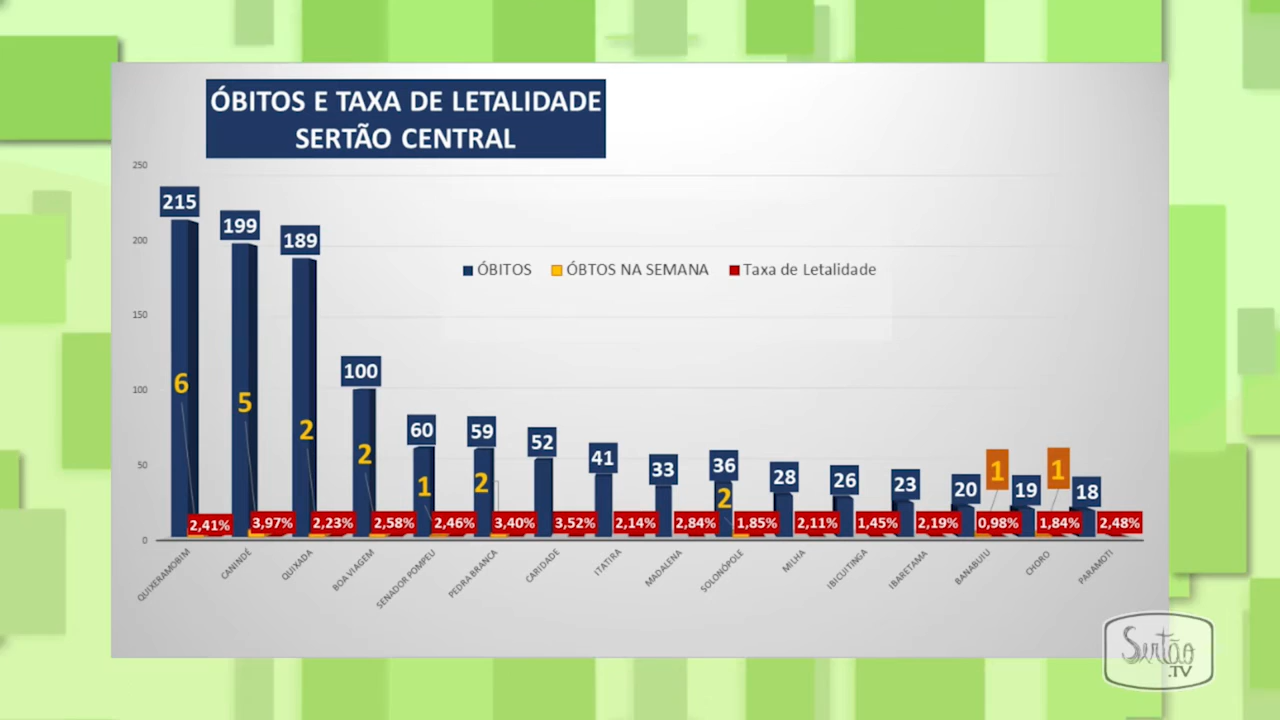 ÓBITOS E TAXA DE LETALIDADE
SERTÃO CENTRAL
250
200
150
100
50
0
ÓBITOS ÓBTOS NA SEMANA Taxa de Letalidade
215
199
189
100
60
59
52
41
33
36
28
26
23
20
19
18
6
5
2
2
1
2
2
1
1
2,41% 3,97% 2,23% 2,58% 2,46% 3,40% 3,52% 2,14% 2,84% 1,85% 2,11% 1,45% 2,19% 0,98% 1,84% 2,48%
QUIXERAMOBIM
CANINDÉ
QUIXADA
BOA VIAGEM
SENADOR POMPEU
PEDRA BRANCA
CARIDADE
ITATIRA
MADALENA
SOLONÓPOLE
MILHA
IBICUITINGA
IBARETAMA
BANABUIU
CHORO
PARAMOTI
Sertão
.TV